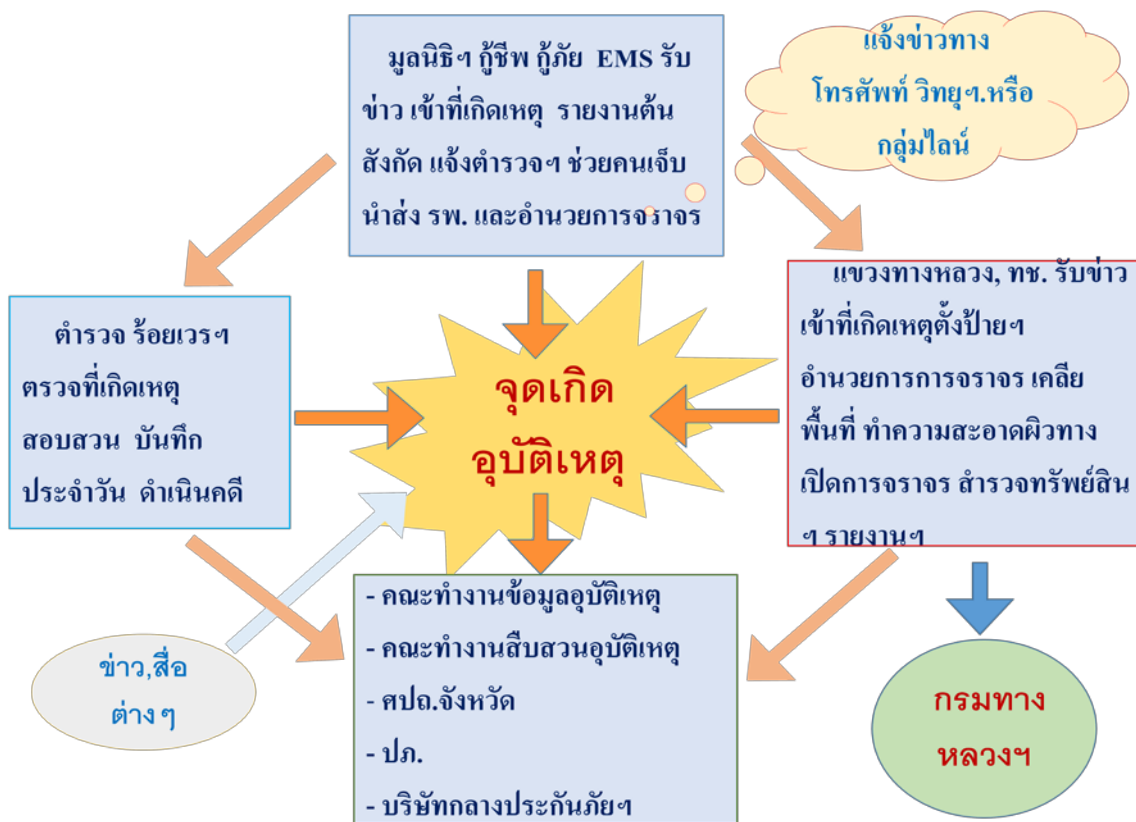 มูลนิธิฯ กู้ชีพ กู้ภัย EMS รับ
ข่าว เข้าที่เกิดเหตุ รายงานต้น
สังกัด แจ้งตำรวจฯ ช่วยคนเจ็บ
นำส่ง รพ. และอำนวยการจราจร
แจ้งข่าวทาง
โทรศัพท์ วิทยุฯ.หรือ
กลุ่มไลน์
ตำรวจ ร้อยเวรฯ
ตรวจที่เกิดเหตุ
สอบสวน บันทึก
ประจำวัน ดำเนินคดี
จุดเกิด
อุบัติเหตุ
แขวงทางหลวง, ทช. รับข่าว
เข้าที่เกิดเหตุตั้งป้ายฯ
อำนวยการการจราจร เคลีย
พื้นที่ ทำความสะอาดผิวทาง
เปิดการจราจร สำรวจทรัพย์สิน
ฯ รายงานฯ
ข่าว,สื่อ
ต่างๆ
- คณะทำงานข้อมูลอุบัติเหตุ
- คณะทำงานสืบสวนอุบัติเหตุ
- ศปถ.จังหวัด
- ปภ.
- บริษัทกลางประกันภัยฯ
กรมทาง
หลวงฯ